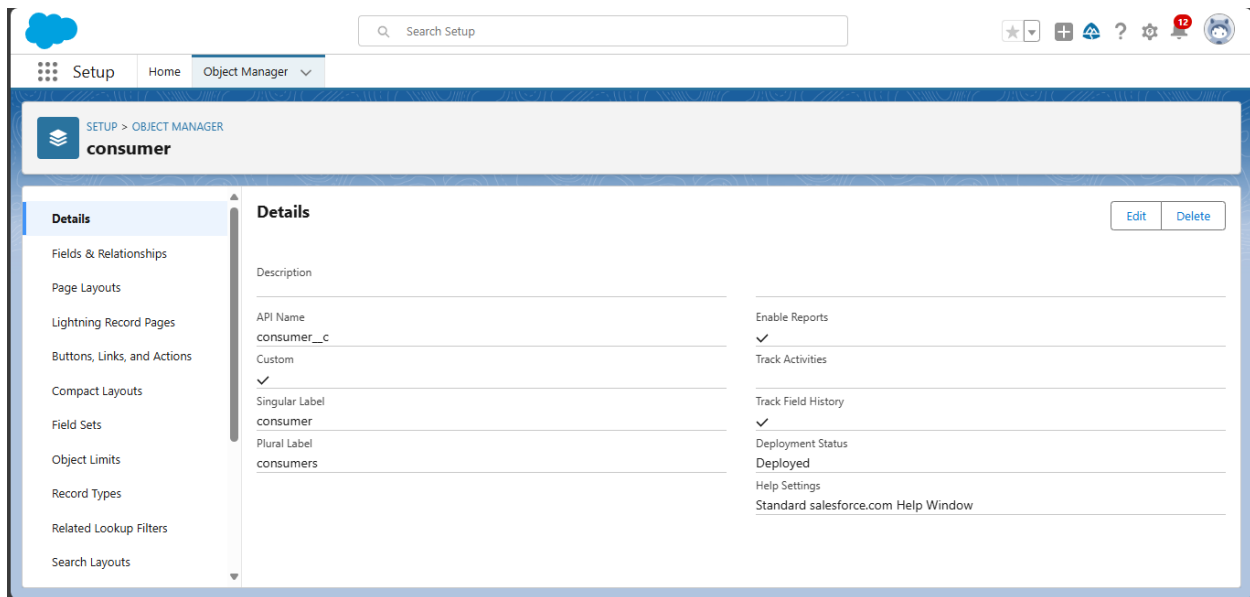 Search Setup
12
Setup
Home
Object Manager
SETUP > OBJECT MANAGER
consumer
Details
Fields & Relationships
Page Layouts
Lightning Record Pages
Buttons, Links, and Actions
Compact Layouts
Field Sets
Object Limits
Record Types
Related Lookup Filters
Search Layouts
Details
Edit
Delete
Description
API Name
consumer__c
Custom
Singular Label
consumer
Plural Label
consumers
Enable Reports
Track Activities
Track Field History
Deployment Status
Deployed
Help Settings
Standard salesforce.com Help Window